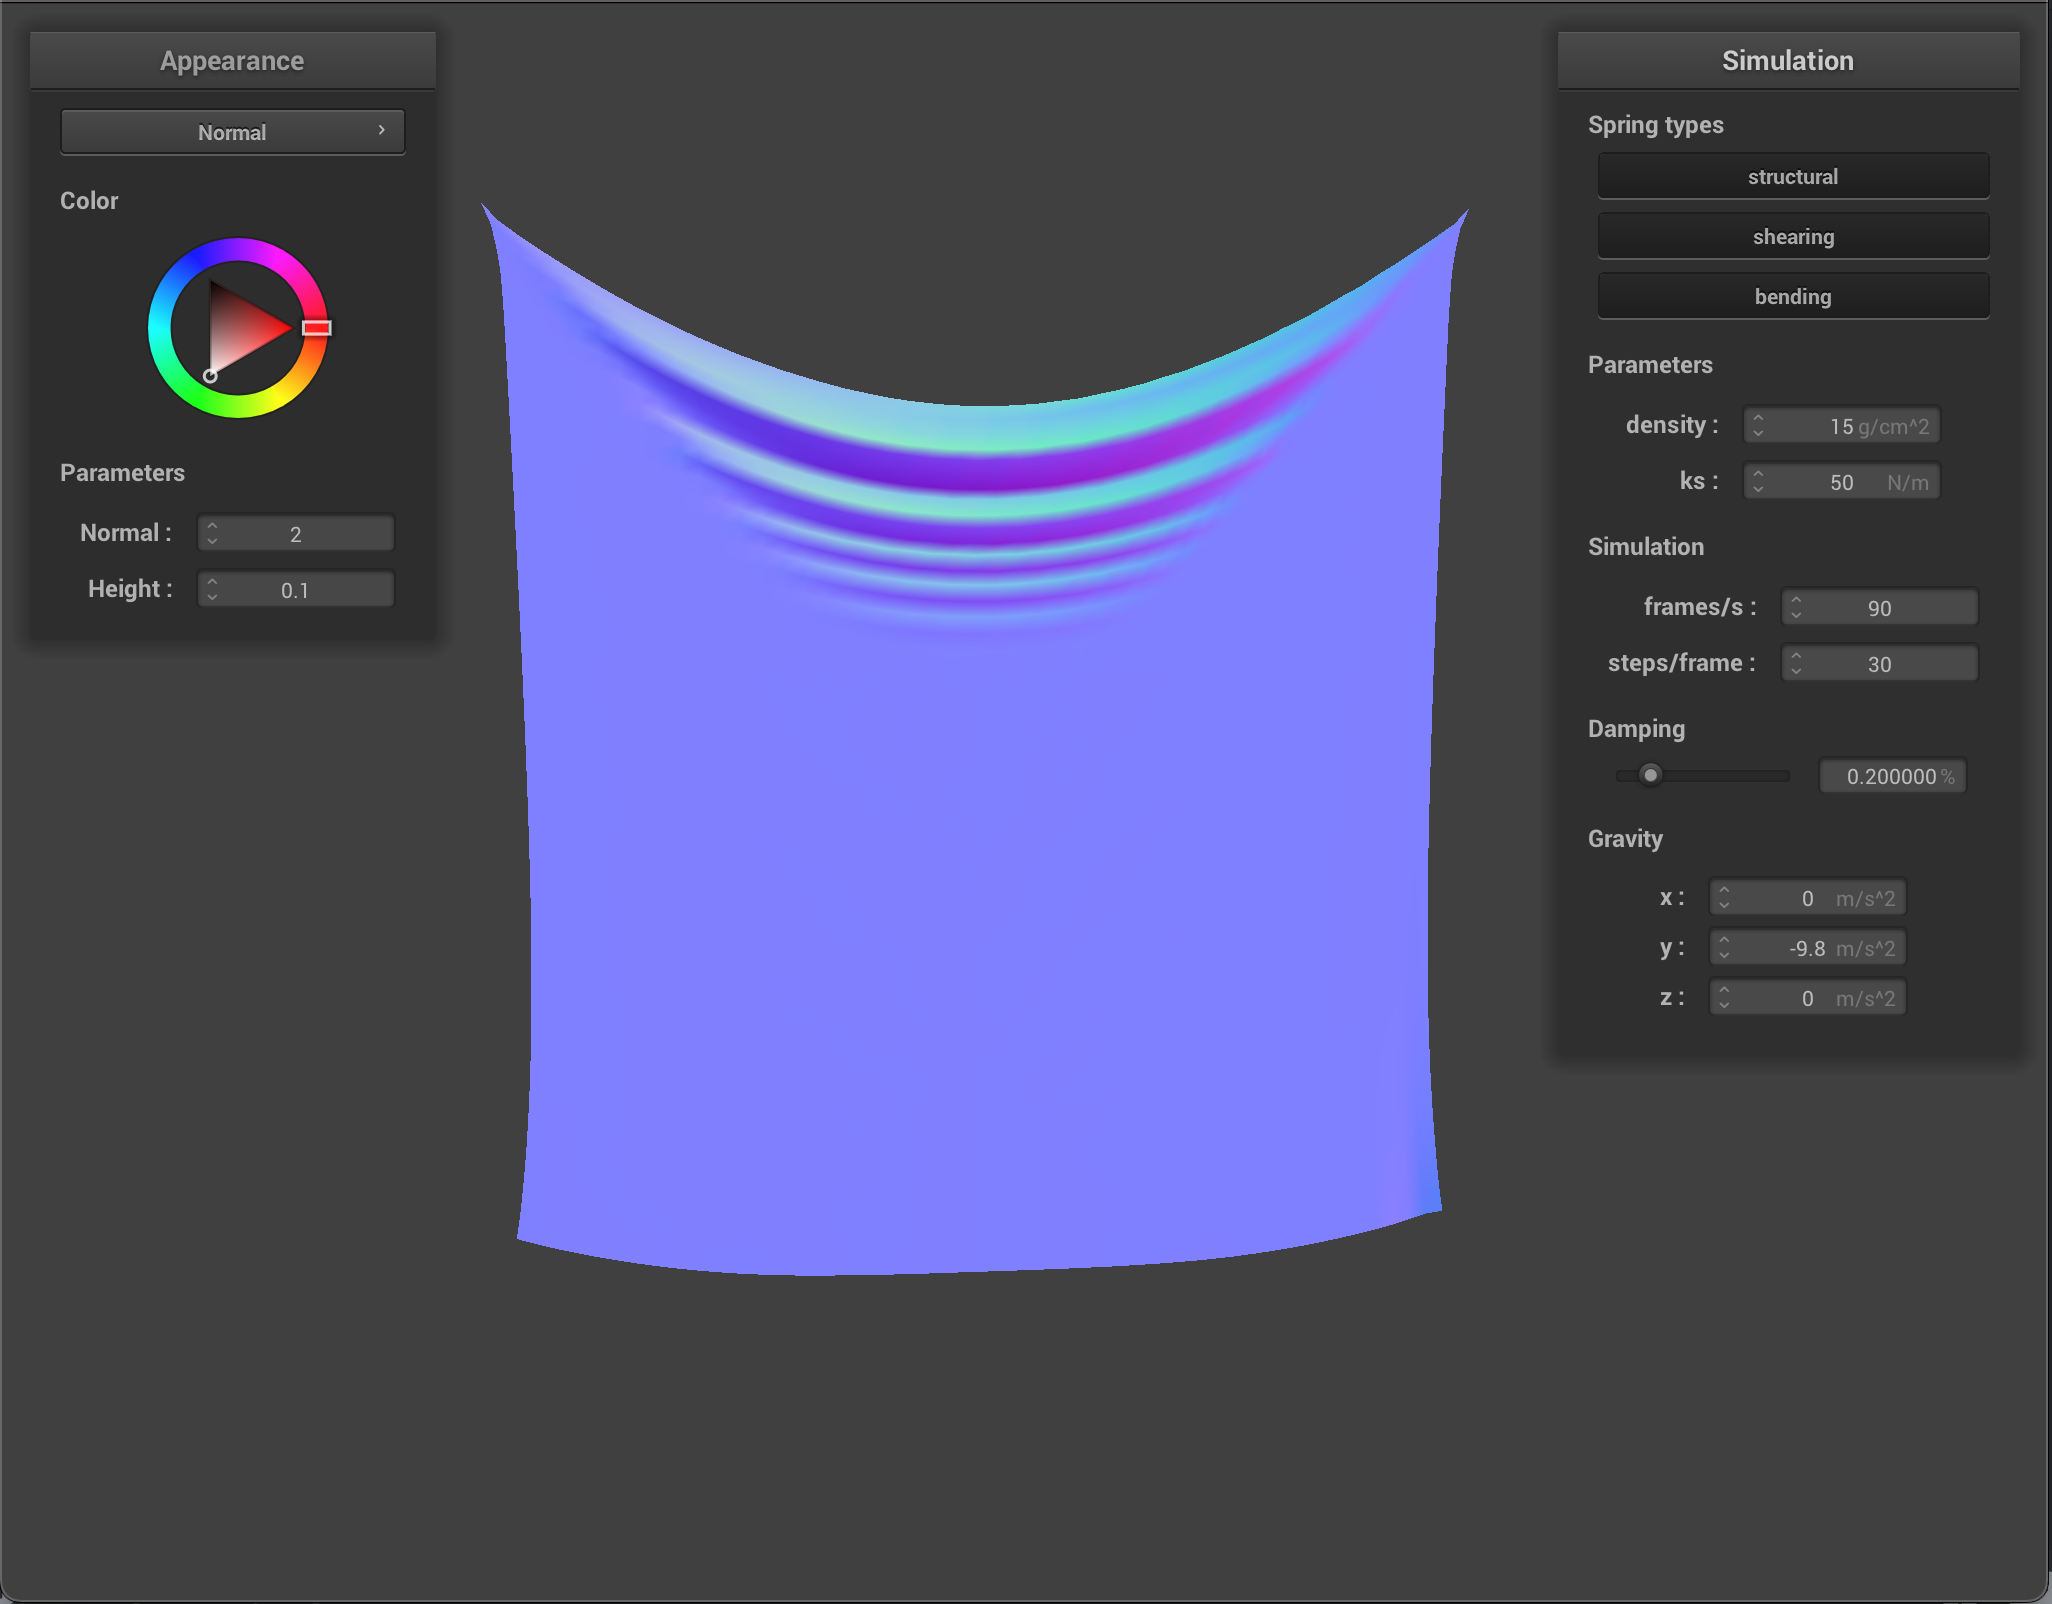 Appearance
Normal
Color
Parameters
Normal : 2
Height : 0.1
Simulation
Spring types
structural
shearing
bending
Parameters
density : 15 g/cm^2
ks : 50 N/m
Simulation
frames/s : 90
steps/frame : 30
Damping
0.200000 %
Gravity
x : 0 m/s^2
y : -9.8 m/s^2
z : 0 m/s^2